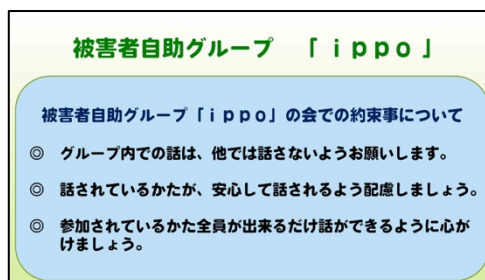 被害者自助グループ 「ｉｐｐｏ」
被害者自助グループ「ｉｐｐｏ」の会での約束事について
◎ グループ内での話は、他では話さないようお願いします。
◎ 話されているかたが、安心して話されるよう配慮しましょう。
◎ 参加されているかた全員が出来るだけ話ができるように心が
けましょう。